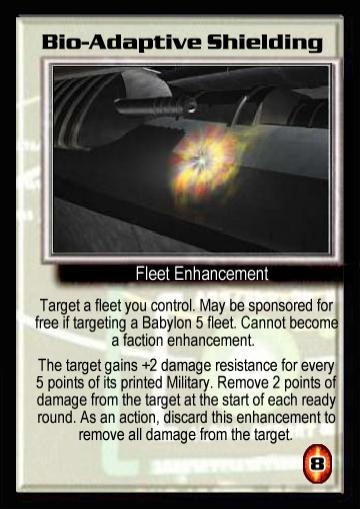 Bio-Adaptive Shielding
Fleet Enhancement
Target a fleet you control. May be sponsored for
free if targeting a Babylon 5 fleet. Cannot become
a faction enhancement.
The target gains +2 damage resistance for every
5 points of its printed Military. Remove 2 points of
damage from the target at the start of each ready
round. As an action, discard this enhancement to
remove all damage from the target.
8